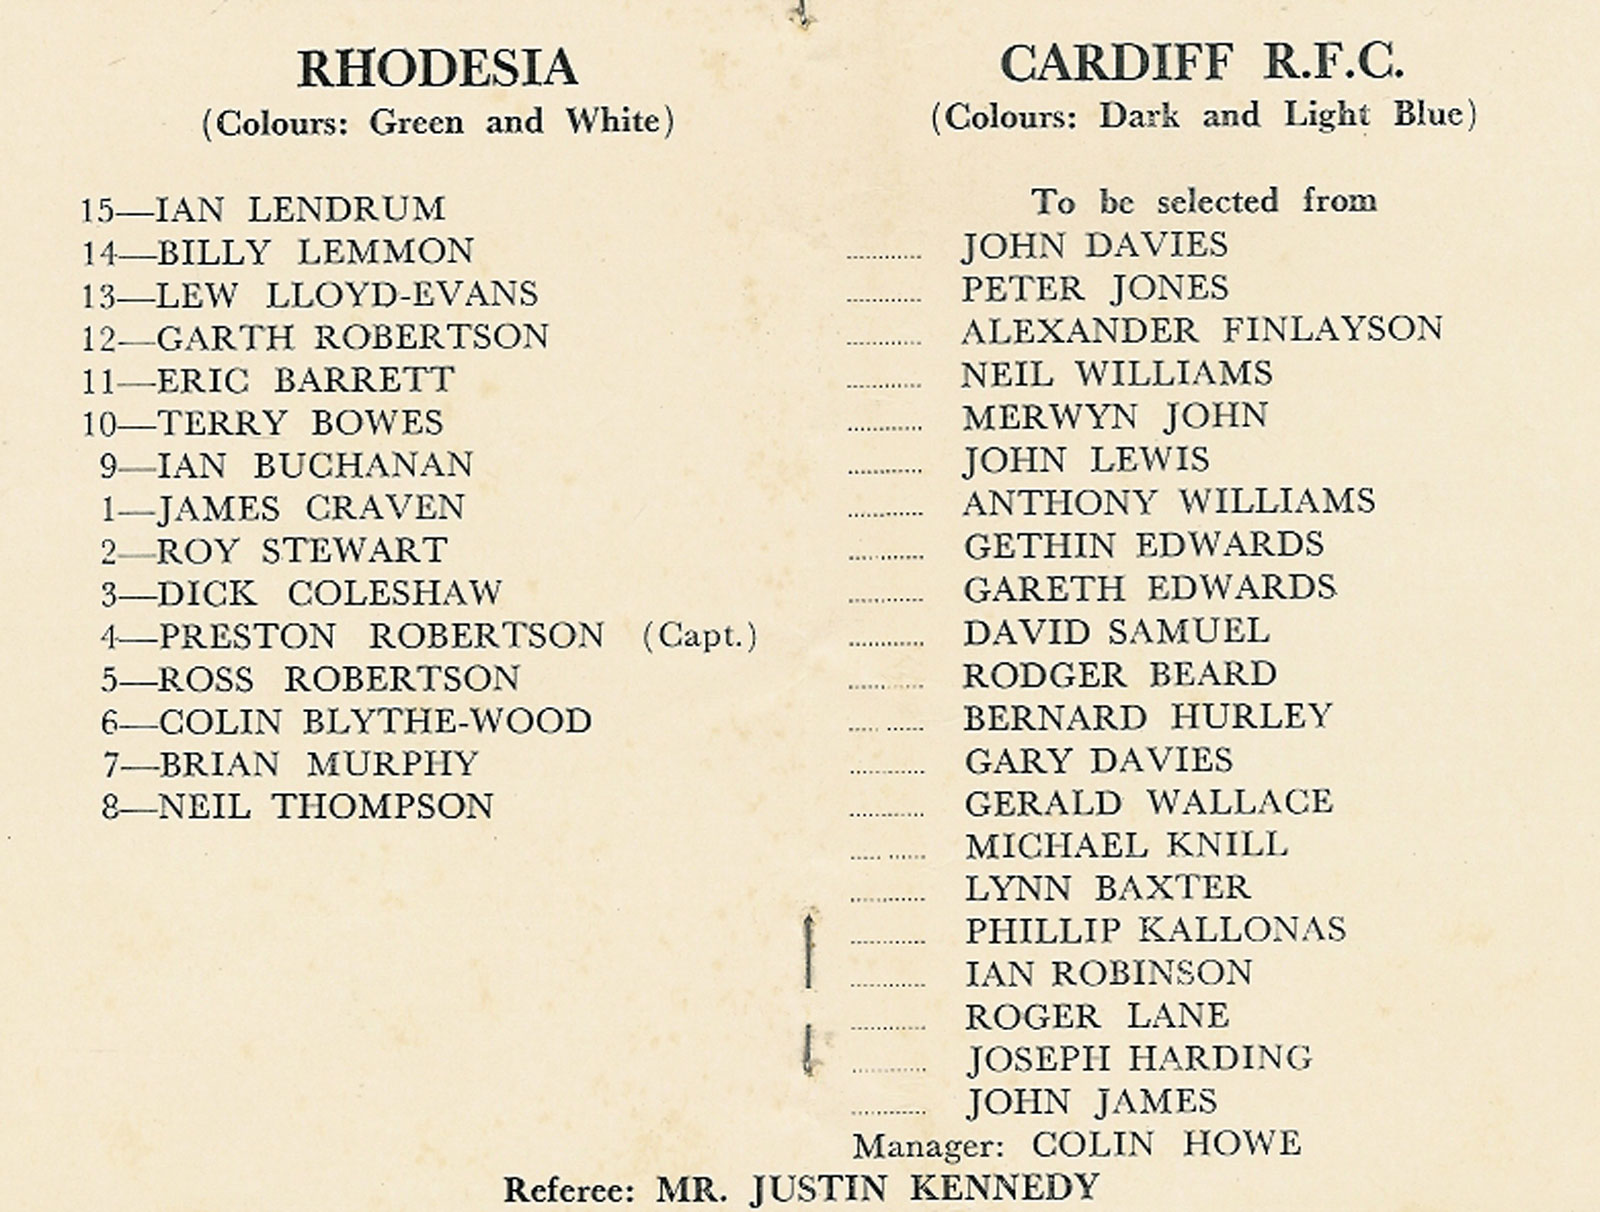 RHODESIA
(Colours: Green and White)
15—IAN LENDRUM
14—BILLY LEMMON
13—LEW LLOYD-EVANS
12—GARTH ROBERTSON
11—ERIC BARRETT
10—TERRY BOWES
9—IAN BUCHANAN
1—JAMES CRAVEN
2—ROY STEWART
3—DICK COLESHAW
4—PRESTON ROBERTSON (Capt.)
5—ROSS ROBERTSON
6—COLIN BLYTHE-WOOD
7—BRIAN MURPHY
8—NEIL THOMPSON
CARDIFF R.F.C.
(Colours: Dark and Light Blue)
To be selected from
............ JOHN DAVIES
............ PETER JONES
............ ALEXANDER FINLAYSON
............ NEIL WILLIAMS
............ MERWYN JOHN
............ JOHN LEWIS
............ ANTHONY WILLIAMS
............ GETHIN EDWARDS
............ GARETH EDWARDS
............ DAVID SAMUEL
............ RODGER BEARD
............ BERNARD HURLEY
............ GARY DAVIES
............ GERALD WALLACE
............ MICHAEL KNILL
............ LYNN BAXTER
............ PHILLIP KALLONAS
............ IAN ROBINSON
............ ROGER LANE
............ JOSEPH HARDING
............ JOHN JAMES
Manager: COLIN HOWE
Referee: MR. JUSTIN KENNEDY